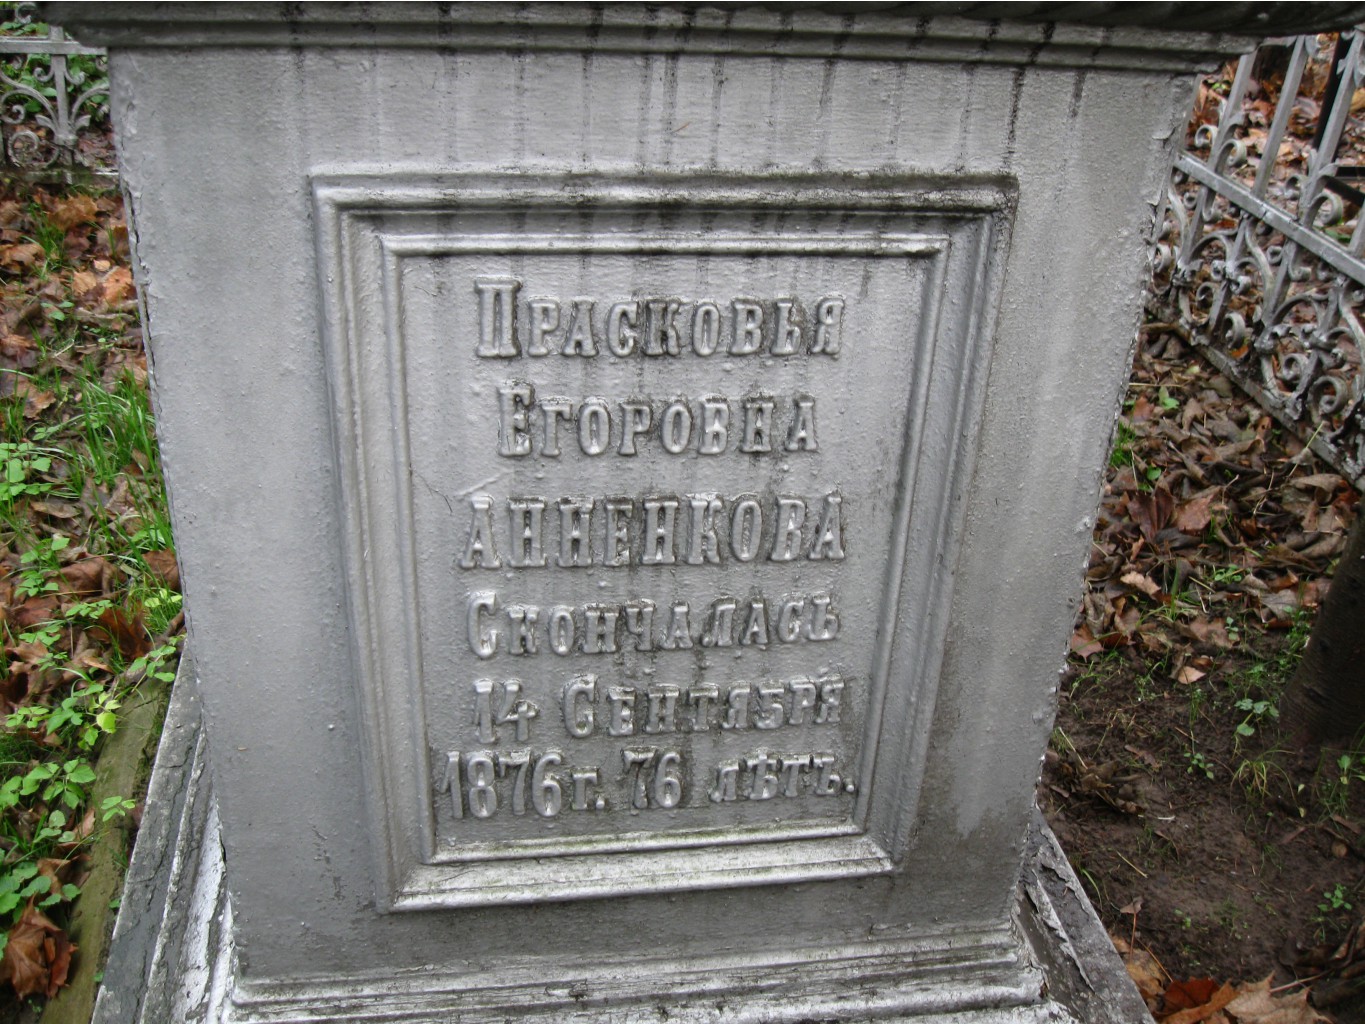 Прасковья
Егоровна
Анненкова
Скончалась
14 Сентября
1876 г. 76 лѣтъ.